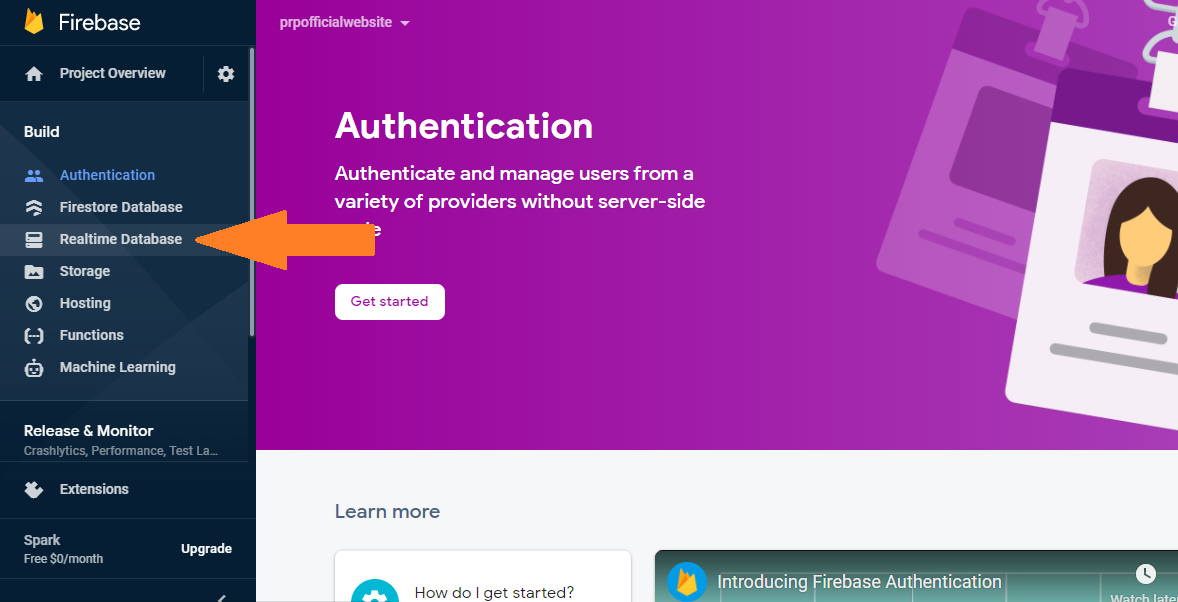 Firebase
prpofficialwebsite
Project Overview
Build
Authentication
Firestore Database
Realtime Database
Storage
Hosting
Functions
Machine Learning
Release & Monitor
Crashlytics, Performance, Test La...
Extensions
Spark
Free $0/month
Upgrade
Authentication
Authenticate and manage users from a
variety of providers without server-side
Get started
Learn more
How do I get started?
Introducing Firebase Authentication
Watch late